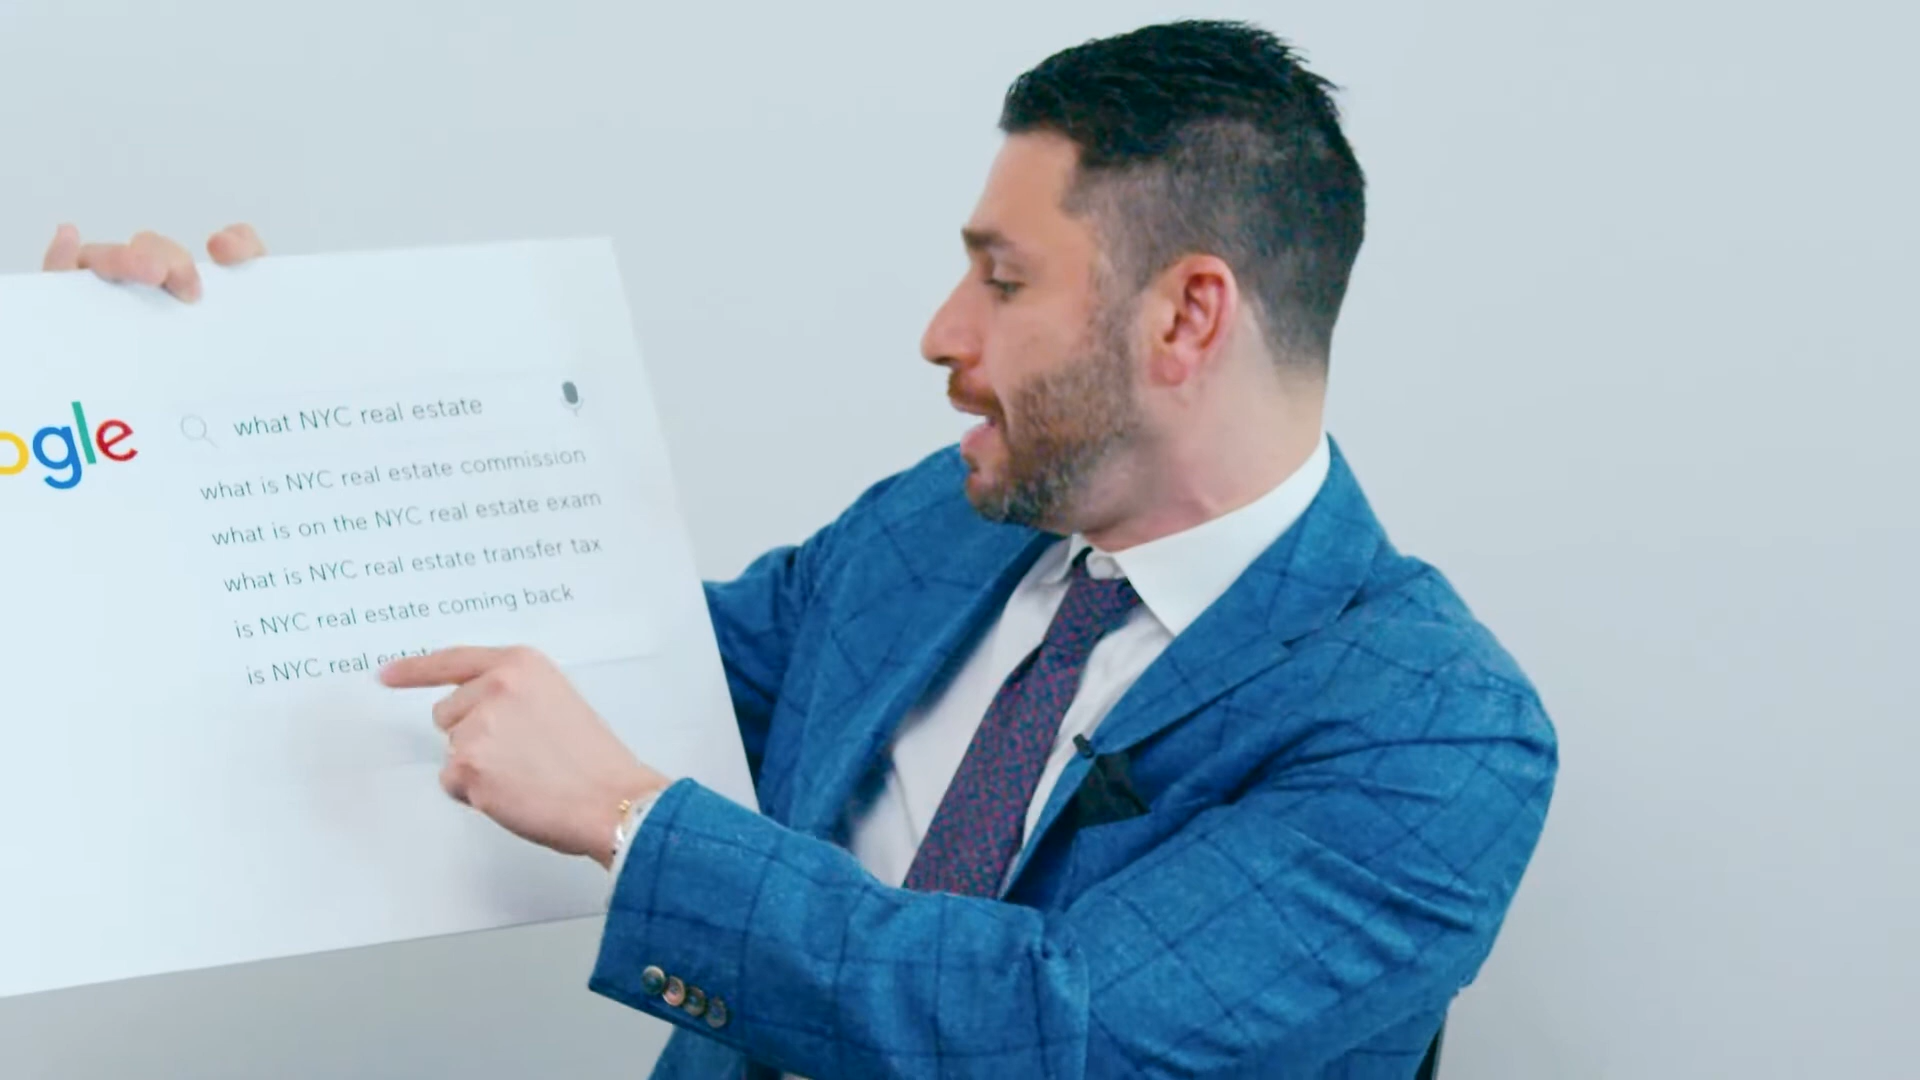 ogle
what NYC real estate
what is NYC real estate commission
what is on the NYC real estate exam
what is NYC real estate transfer tax
is NYC real estate coming back
is NYC real estate